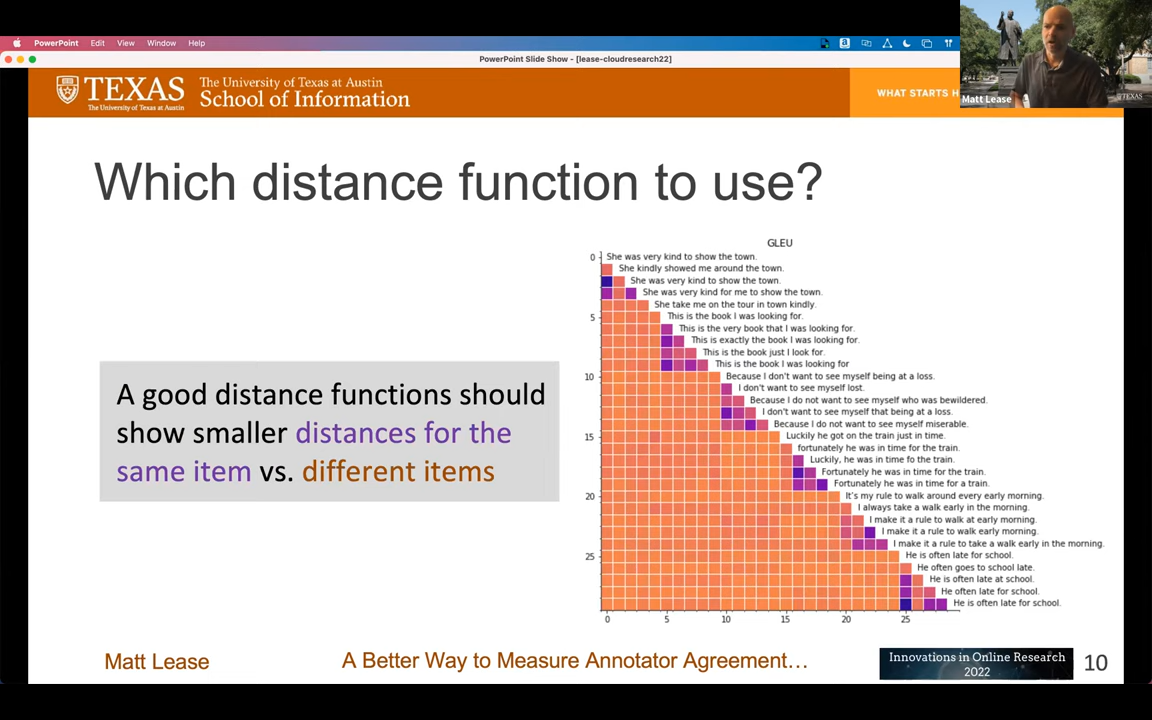 PowerPoint Edit View Window Help
PowerPoint Slide Show - [lease-cloudresearch22]
TEXAS
The University of Texas at Austin
The University of Texas at Austin
School of Information
WHAT STARTS H
Matt Lease
TEXAS
Which distance function to use?
A good distance functions should
show smaller distances for the
same item vs. different items
GLEU
0 She was very kind to show the town.
She kindly showed me around the town.
She was very kind to show the town.
She was very kind for me to show the town.
She take me on the tour in town kindly.
5 This is the book I was looking for.
This is the very book that I was looking for.
This is exactly the book I was looking for.
This is the book just I look for.
This is the book I was looking for
10 Because I don't want to see myself being at a loss.
I don't want to see myself lost.
Because I do not want to see myself who was bewildered.
I don't want to see myself that being at a loss.
Because I do not want to see myself miserable.
15 Luckily he got on the train just in time.
fortunately he was in time for the train.
Luckily, he was in time fo the train.
Fortunately he was in time for the train.
Fortunately he was in time for a train.
20 It's my rule to walk around every early morning.
I always take a walk early in the morning.
I make it a rule to walk at early morning.
I make it a rule to walk early morning.
I make it a rule to take a walk early in the morning.
25 He is often late for school.
He often goes to school late.
He is often late at school.
He often late for school.
He is often late for school.
0 5 10 15 20 25
Matt Lease
A Better Way to Measure Annotator Agreement…
Innovations in Online Research
2022
10